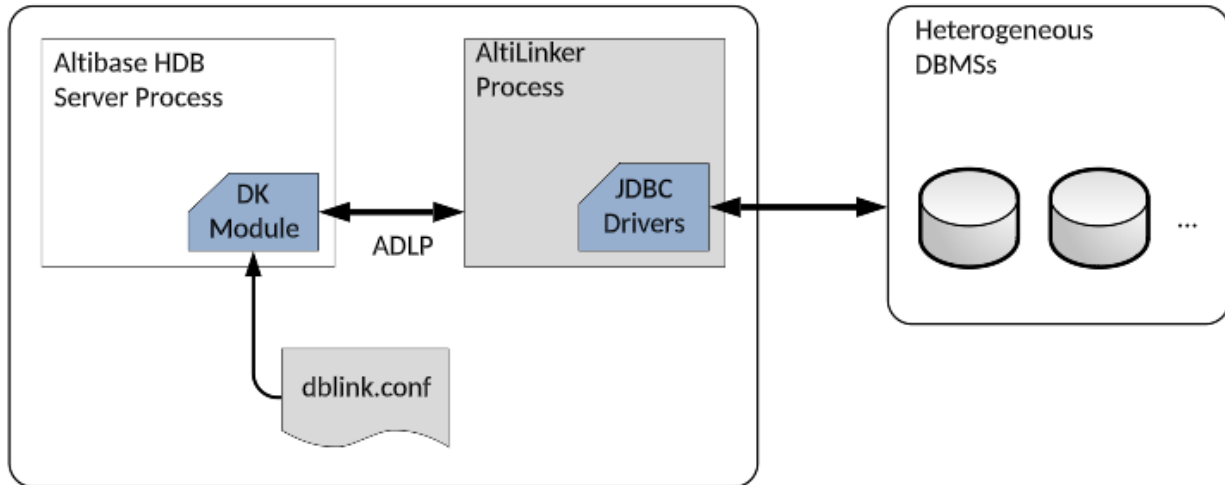 Altibase HDB
Server Process
DK
Module
ADLP
AltiLinker
Process
JDBC
Drivers
dblink.conf
Heterogeneous
DBMSs
...